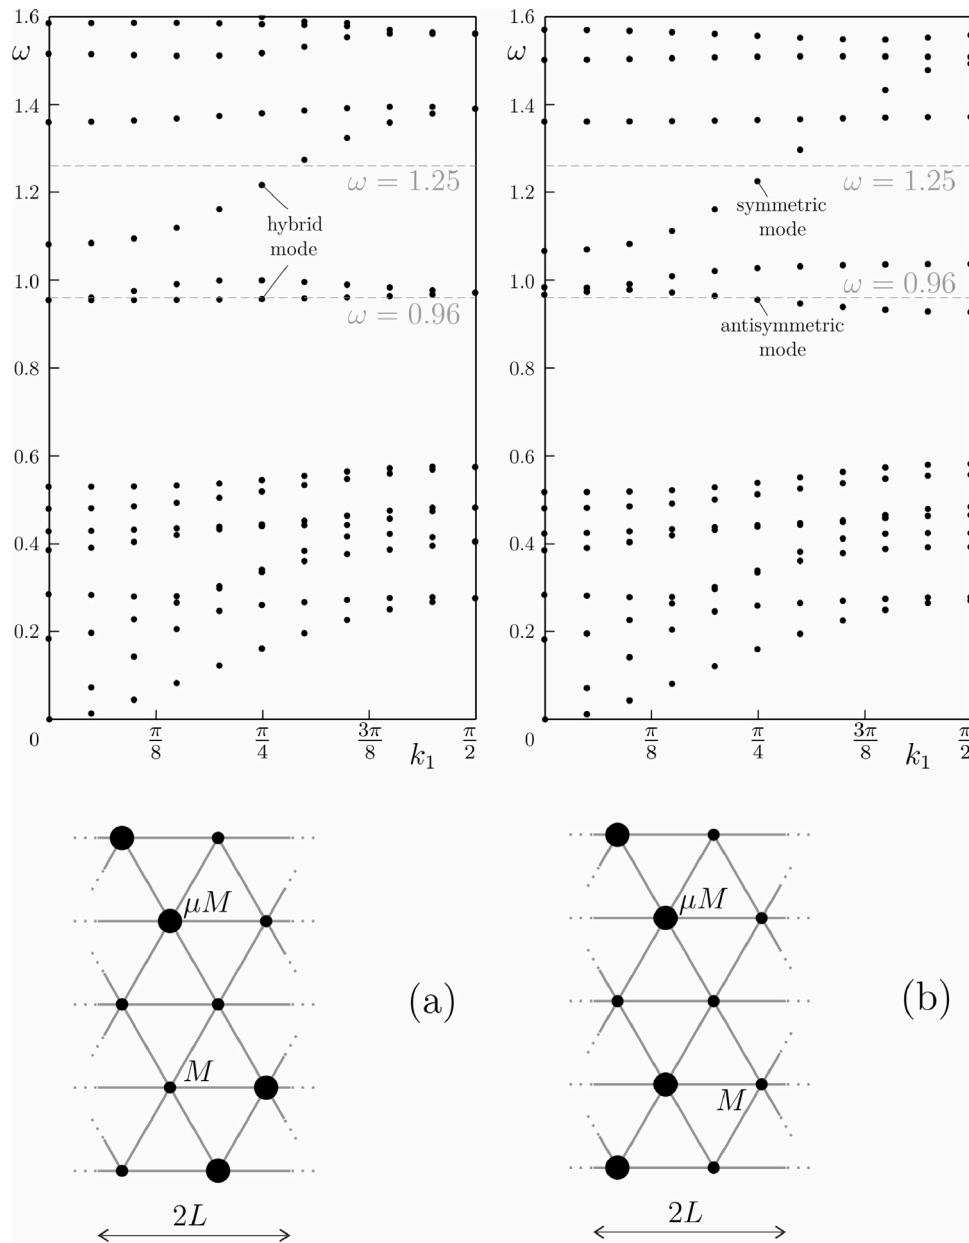 1.6
ω
1.4
1.2
1.0
0.8
0.6
0.4
0.2
0
ω = 1.25
hybrid
mode
ω = 0.96
π/8
π/4
3π/8
π/2
k₁
1.6
ω
1.4
1.2
1.0
0.8
0.6
0.4
0.2
0
ω = 1.25
symmetric
mode
ω = 0.96
antisymmetric
mode
π/8
π/4
3π/8
π/2
k₁
μM
M
(a)
2L
μM
M
(b)
2L